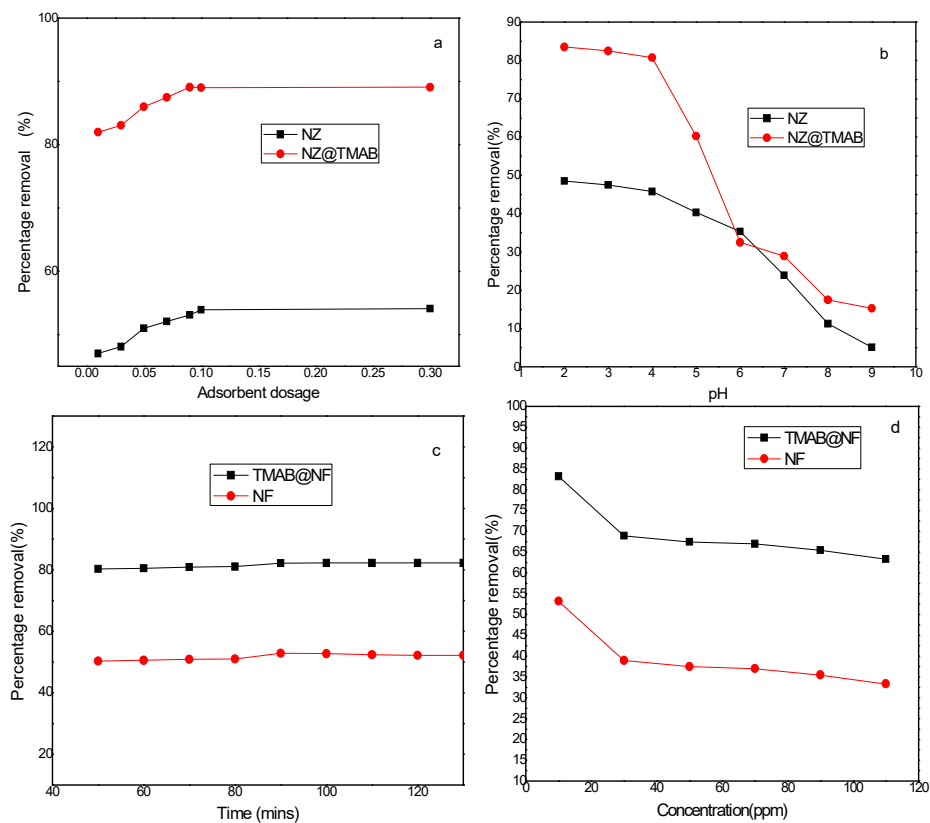 a
100
80
60
Percentage removal (%)
NZ
NZ@TMAB
0.00 0.05 0.10 0.25 0.20 0.25 0.30
Adsorbent dosage
b
90
80
70
60
50
40
30
20
10
0
Percentage removal(%)
NZ
NZ@TMAB
1 2 3 4 5 6 7 8 9 10
pH
c
120
100
80
60
40
20
Percentage removal(%)
TMAB@NF
NF
40 60 80 100 120
Time (mins)
d
100
95
90
85
80
75
70
65
60
55
50
45
40
35
30
25
20
15
10
Percentage removal(%)
TMAB@NF
NF
0 20 40 60 80 100 120
Concentration(ppm)